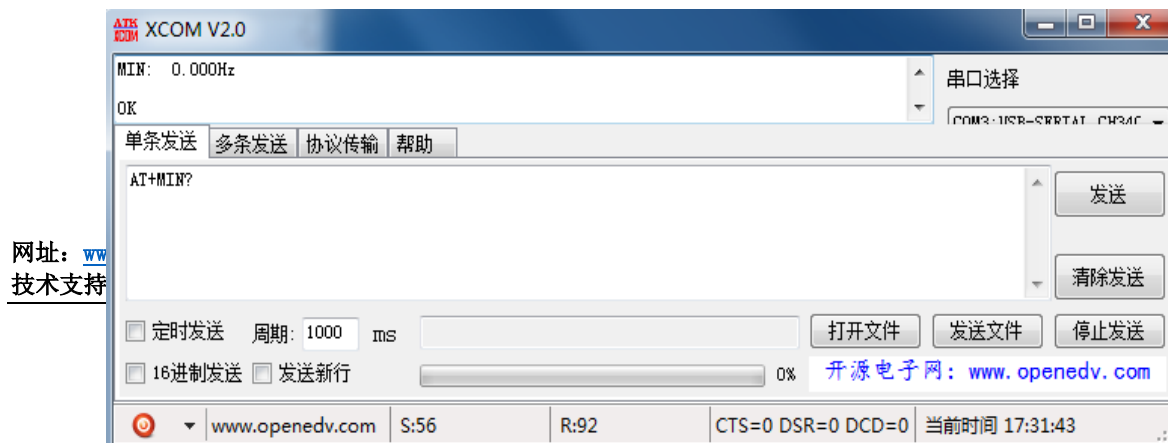 ATK XCOM XCOM V2.0
MIN: 0.000Hz
OK
串口选择
单条发送 多条发送 协议传输 帮助
AT+MIN?
发送
网址：
技术支持
清除发送
定时发送 周期: 1000 ms 打开文件 发送文件 停止发送
16进制发送 发送新行 0% 开源电子网：www.openedv.com
www.openedv.com S:56 R:92 CTS=0 DSR=0 DCD=0 当前时间 17:31:43